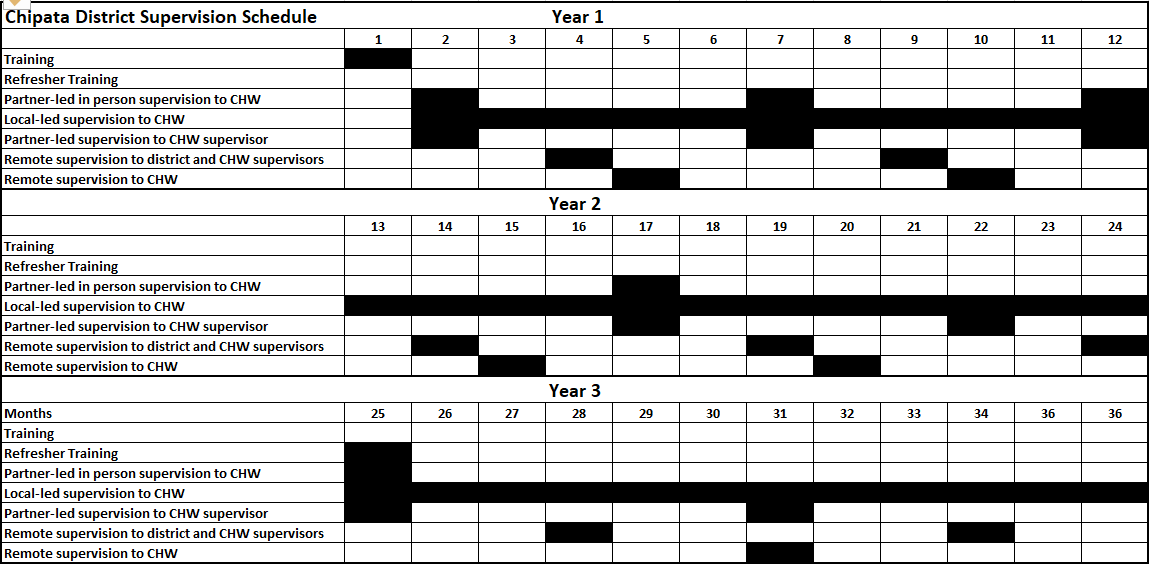 Chipata District Supervision Schedule Year 1
1 2 3 4 5 6 7 8 9 10 11 12
Training
Refresher Training
Partner-led in person supervision to CHW
Local-led supervision to CHW
Partner-led supervision to CHW supervisor
Remote supervision to district and CHW supervisors
Remote supervision to CHW
Year 2
13 14 15 16 17 18 19 20 21 22 23 24
Training
Refresher Training
Partner-led in person supervision to CHW
Local-led supervision to CHW
Partner-led supervision to CHW supervisor
Remote supervision to district and CHW supervisors
Remote supervision to CHW
Year 3
Months 25 26 27 28 29 30 31 32 33 34 36 36
Training
Refresher Training
Partner-led in person supervision to CHW
Local-led supervision to CHW
Partner-led supervision to CHW supervisor
Remote supervision to district and CHW supervisors
Remote supervision to CHW